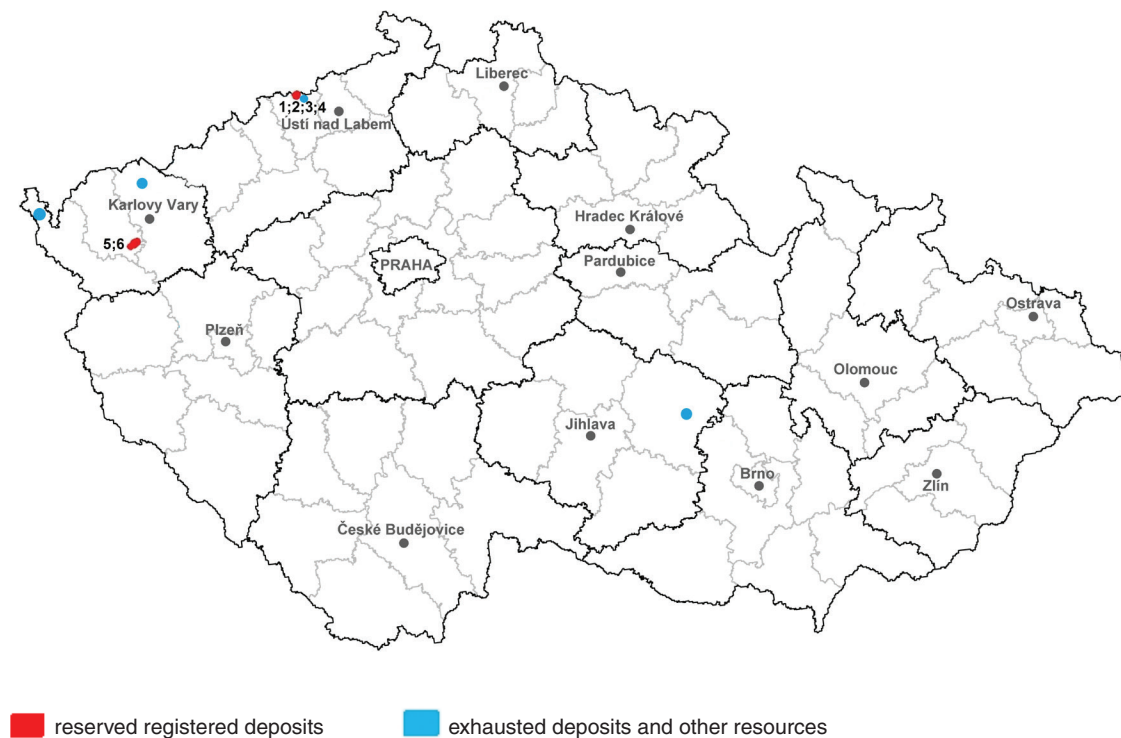 Liberec
1;2;3;4
Ústí nad Labem
Karlovy Vary
Hradec Králové
5;6
PRAHA
Pardubice
Ostrava
Plzeň
Olomouc
Jihlava
Brno
Zlín
České Budějovice
reserved registered deposits
exhausted deposits and other resources